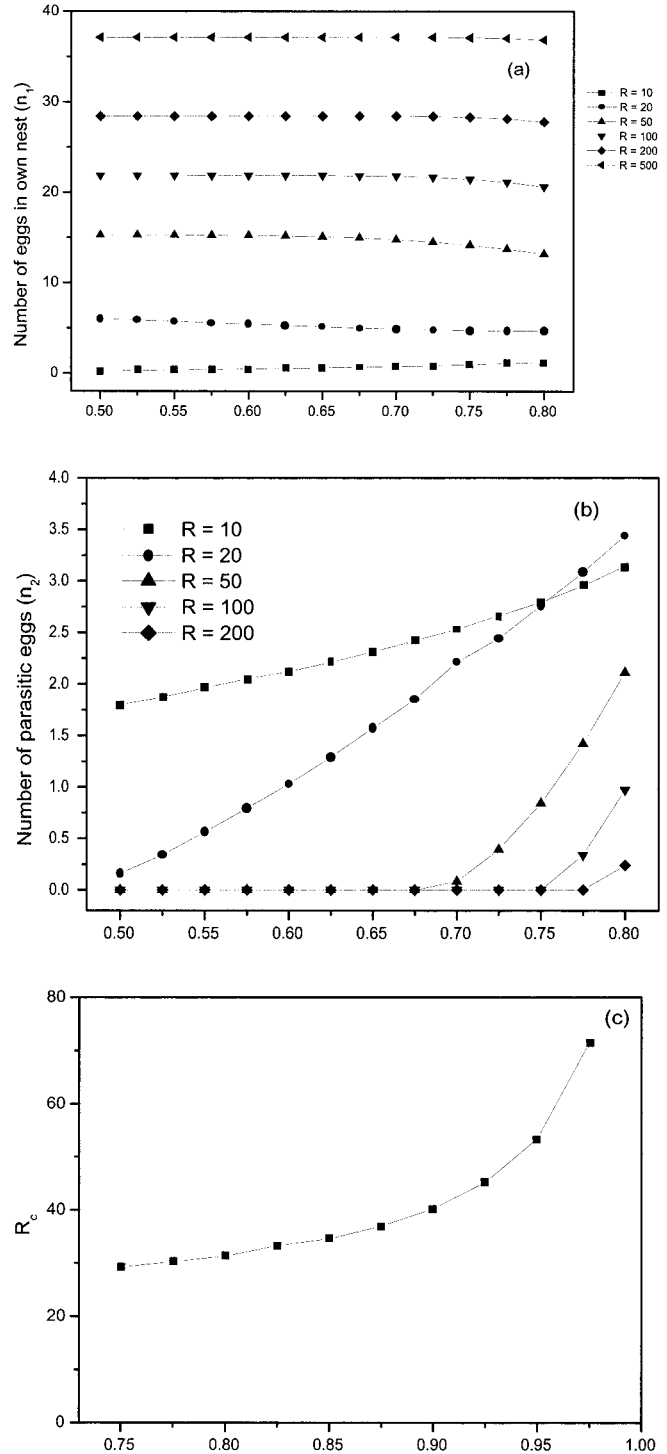 40
30
20
10
0
Number of eggs in own nest (n₁)
(a)
R = 10
R = 20
R = 50
R = 100
R = 200
R = 500
0.50 0.55 0.60 0.65 0.70 0.75 0.80
4.0
3.5
3.0
2.5
2.0
1.5
1.0
0.5
0.0
Number of parasitic eggs (n₂)
(b)
R = 10
R = 20
R = 50
R = 100
R = 200
0.50 0.55 0.60 0.65 0.70 0.75 0.80
80
60
40
20
0
R꜀
(c)
0.75 0.80 0.85 0.90 0.95 1.00